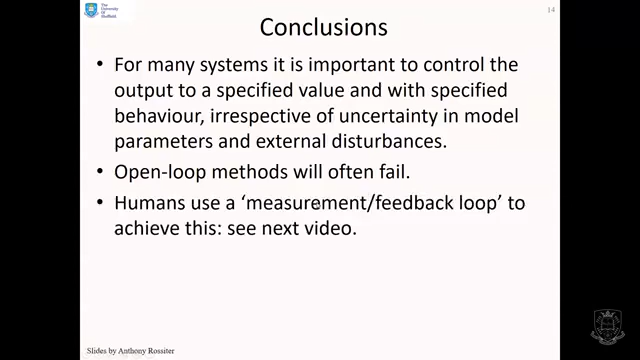 The
University
Of
Sheffield.
14
Conclusions
• For many systems it is important to control the
output to a specified value and with specified
behaviour, irrespective of uncertainty in model
parameters and external disturbances.
• Open-loop methods will often fail.
• Humans use a ‘measurement/feedback loop’ to
achieve this: see next video.
Slides by Anthony Rossiter